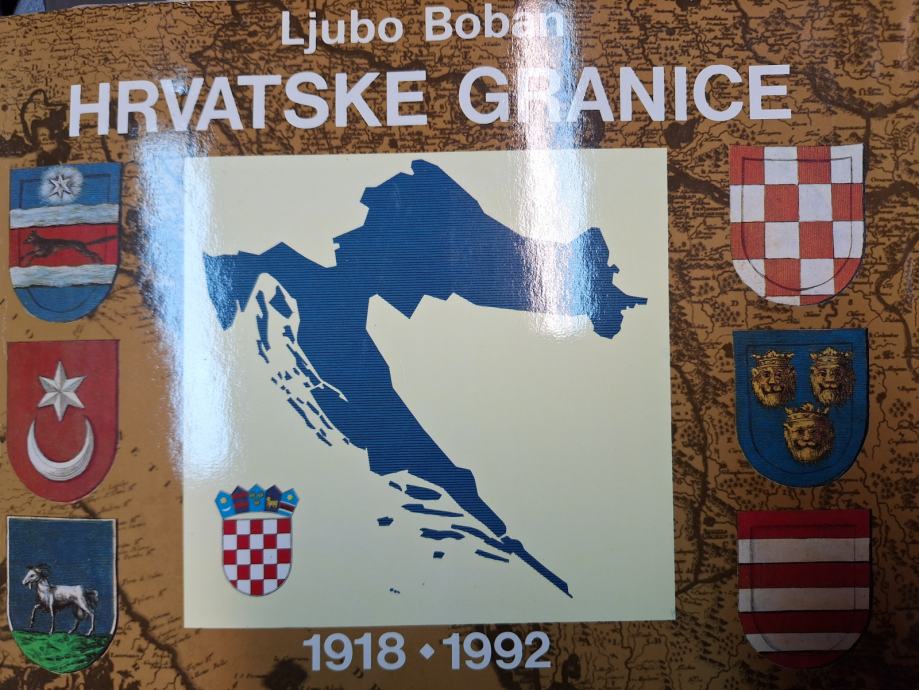 Ljubo Boban
HRVATSKE GRANICE
1918 • 1992